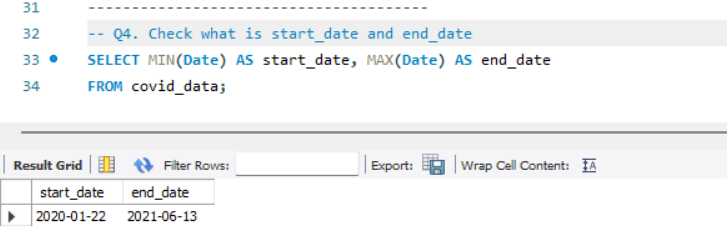 31 ----------------------------------------
32 -- Q4. Check what is start_date and end_date
33 SELECT MIN(Date) AS start_date, MAX(Date) AS end_date
34 FROM covid_data;
Result Grid Filter Rows: Export: Wrap Cell Content:
start_date end_date
2020-01-22 2021-06-13